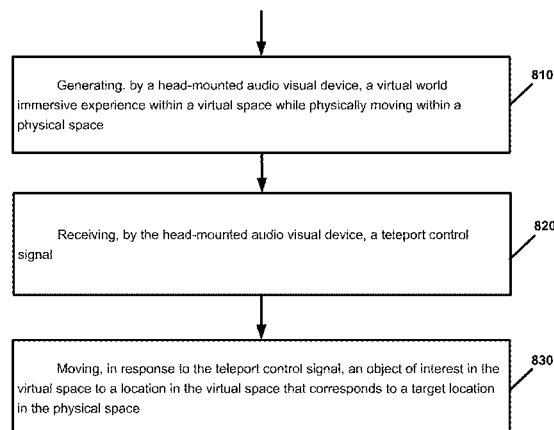 Generating, by a head-mounted audio visual device, a virtual world
immersive experience within a virtual space while physically moving within a
physical space
810
Receiving, by the head-mounted audio visual device, a teleport control
signal
820
Moving, in response to the teleport control signal, an object of interest in the
virtual space to a location in the virtual space that corresponds to a target location
in the physical space
830